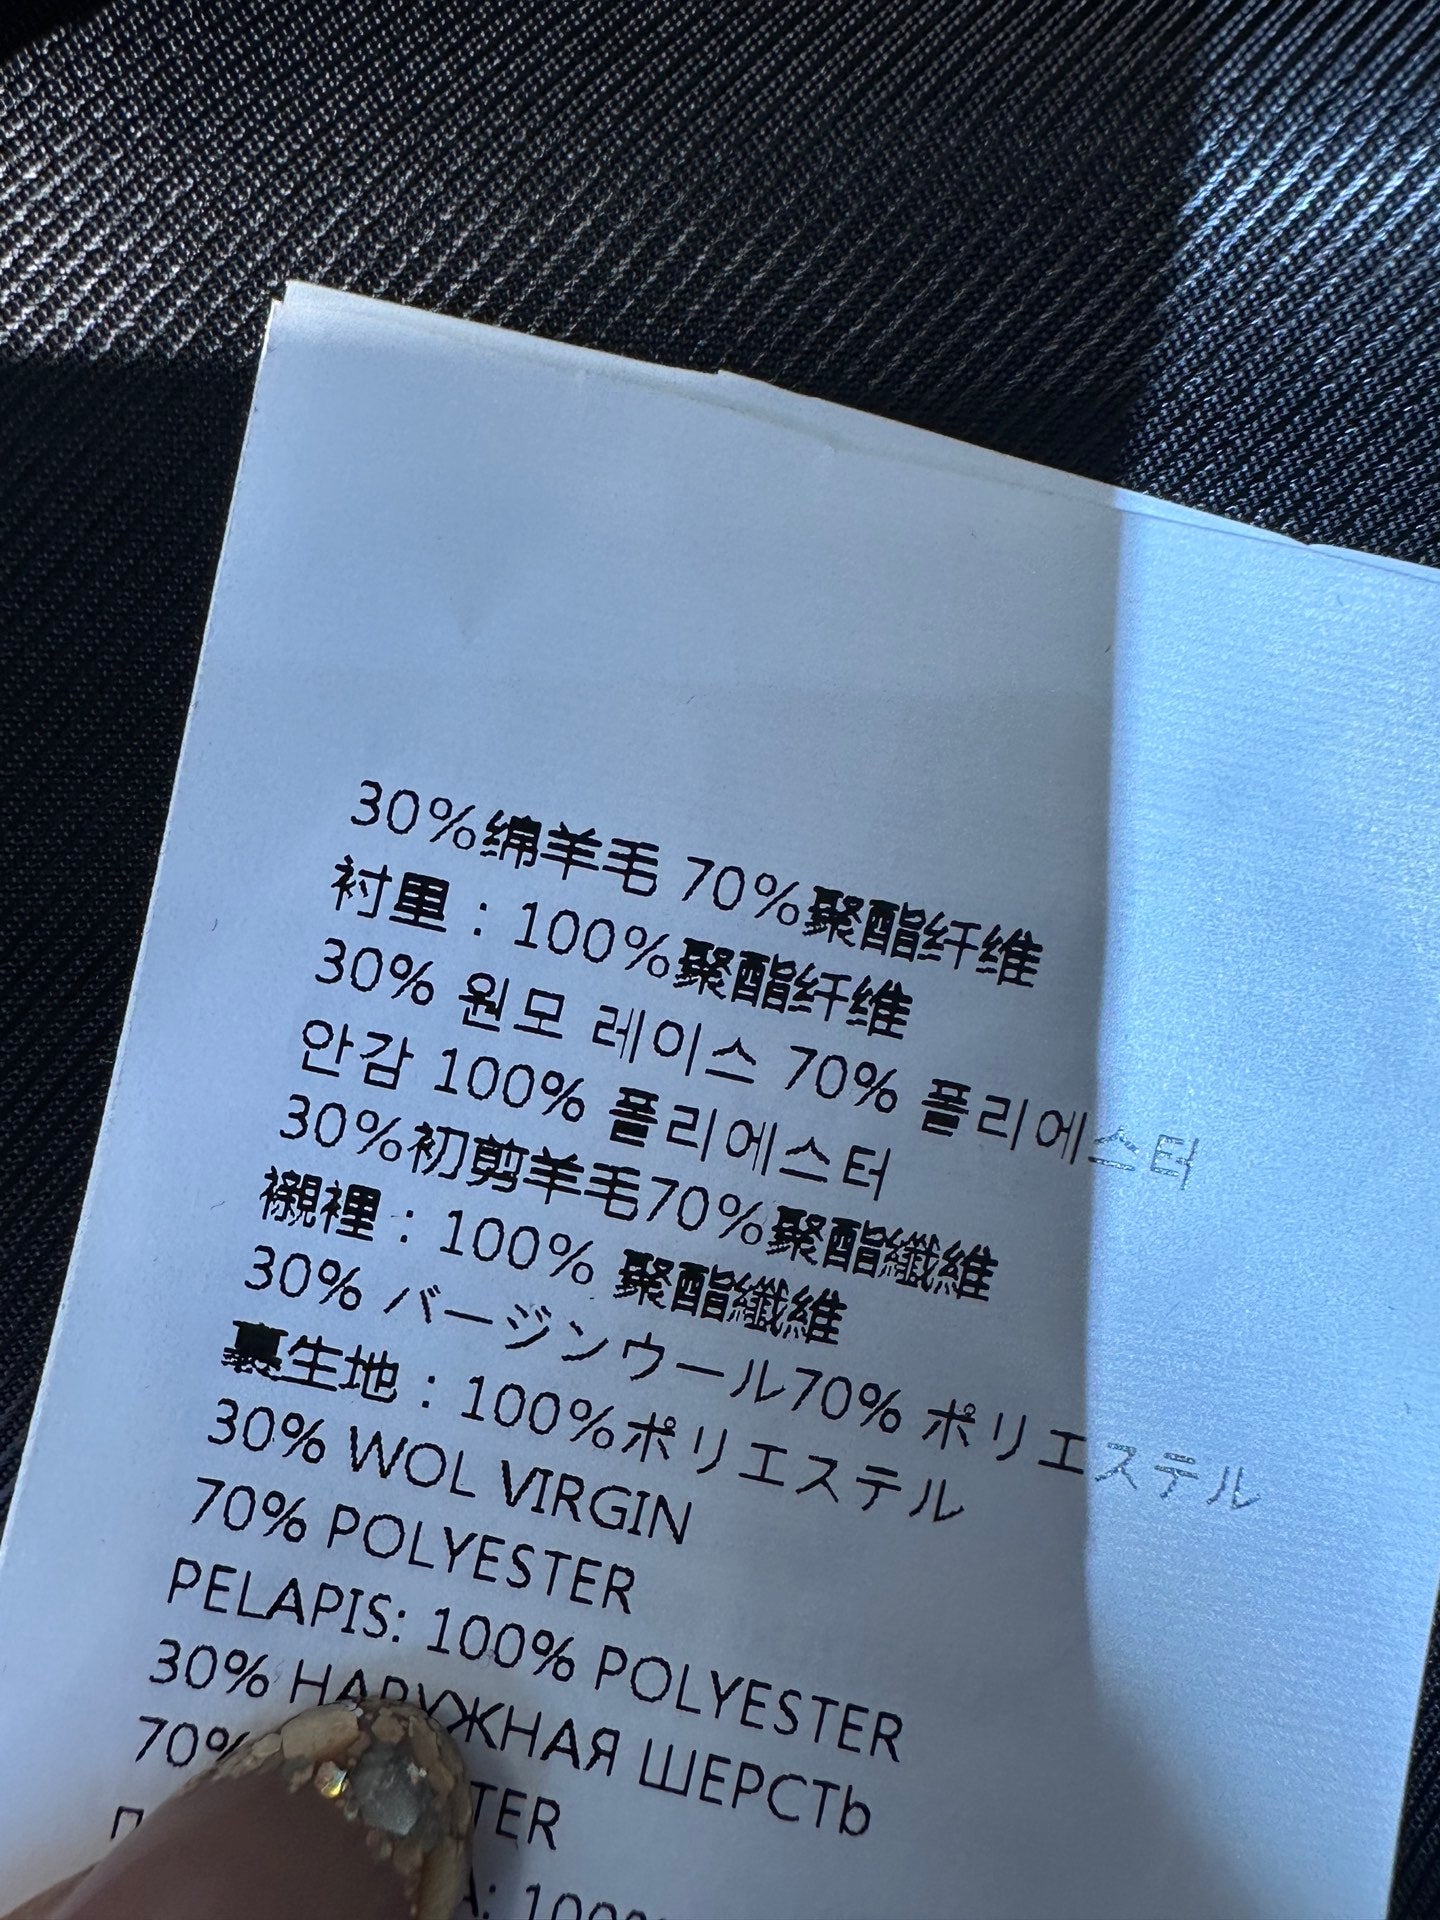 30%绵羊毛 70%聚酯纤维
衬里：100%聚酯纤维
30% 원모 레이스 70% 폴리에스터
안감 100% 폴리에스터
30%初剪羊毛70%聚酯纖維
襯裡：100% 聚酯纖維
30% バージンウール70% ポリエステル
裏生地：100%ポリエステル
30% WOL VIRGIN
70% POLYESTER
PELAPIS: 100% POLYESTER
30% НАРУЖНАЯ ШЕРСТЬ
70%
100%